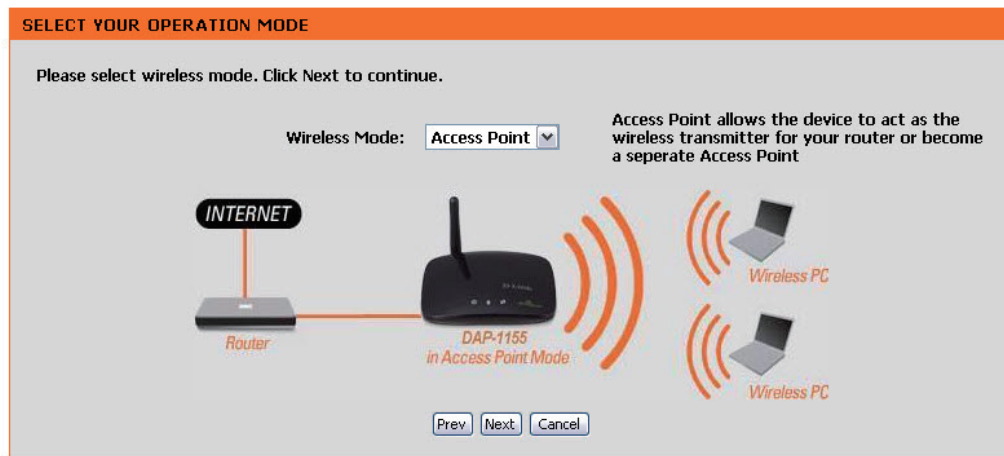 SELECT YOUR OPERATION MODE
Please select wireless mode. Click Next to continue.
Wireless Mode: Access Point
Access Point allows the device to act as the
wireless transmitter for your router or become
a seperate Access Point
INTERNET
D-Link
Router
DAP-1155
in Access Point Mode
Wireless PC
Wireless PC
Prev Next Cancel